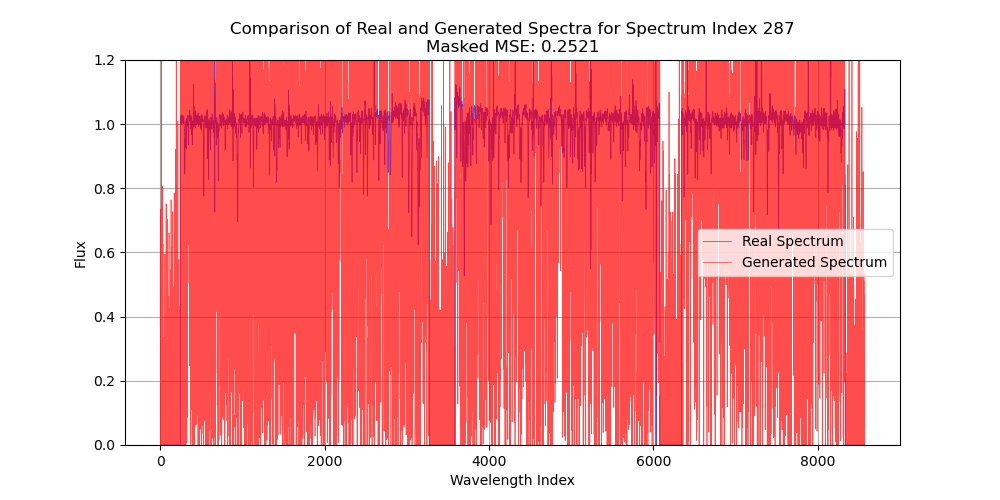 Comparison of Real and Generated Spectra for Spectrum Index 287
Masked MSE: 0.2521
1.2
1.0
0.8
0.6
0.4
0.2
0.0
Flux
Real Spectrum
Generated Spectrum
0 2000 4000 6000 8000
Wavelength Index